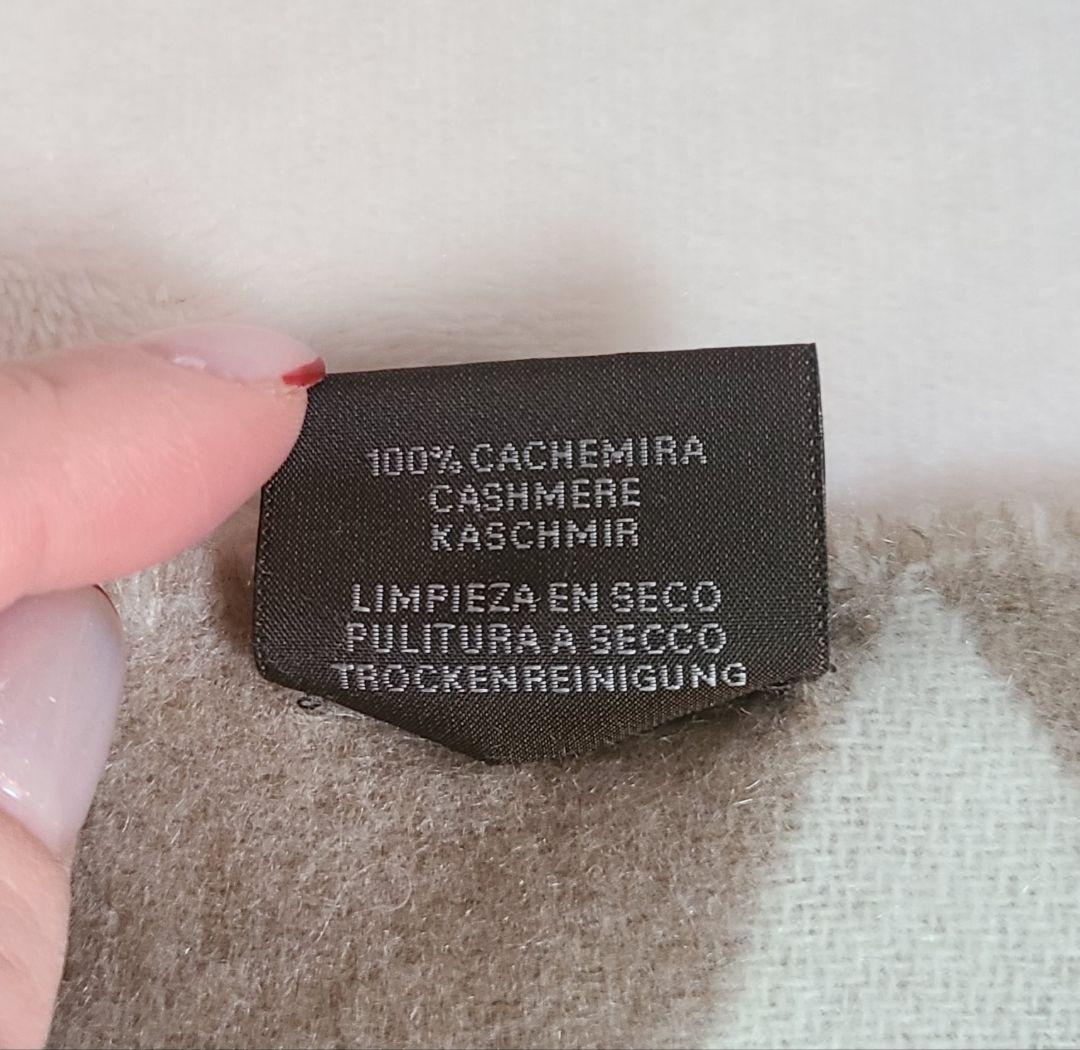 100% CACHEMIRA
CASHMERE
KASCHMIR
LIMPIEZA EN SECO
PULITURA A SECCO
TROCKENREINIGUNG